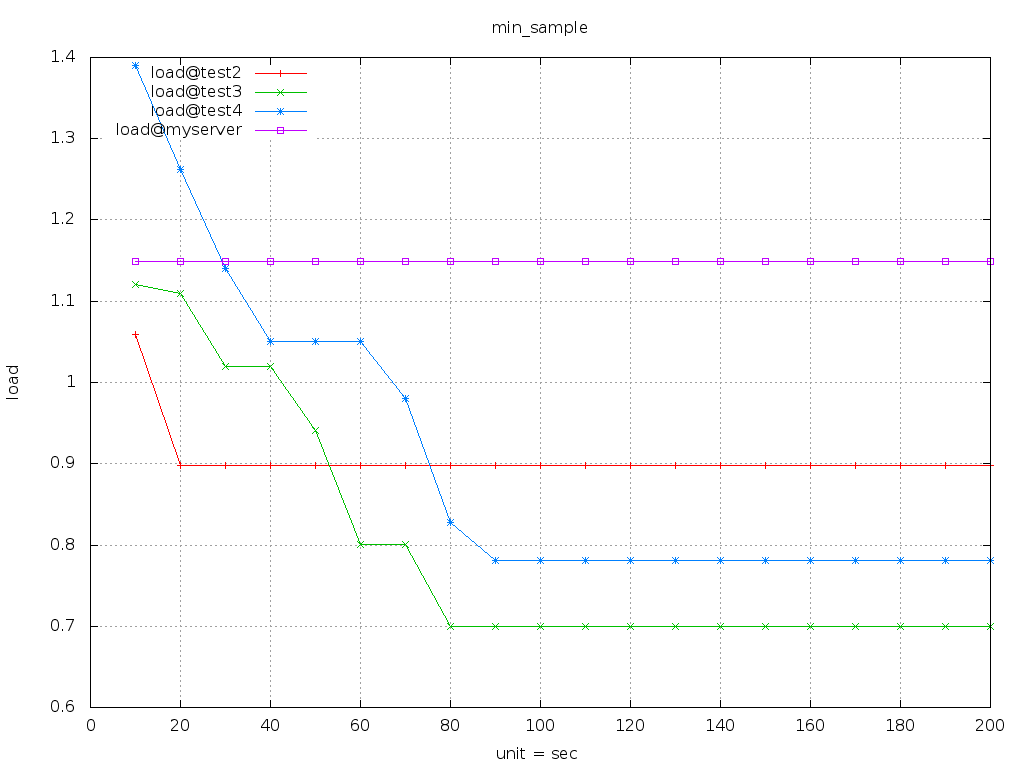 min_sample
1.4
1.3
1.2
1.1
1
0.9
0.8
0.7
0.6
load
load@test2
load@test3
load@test4
load@myserver
0 20 40 60 80 100 120 140 160 180 200
unit = sec